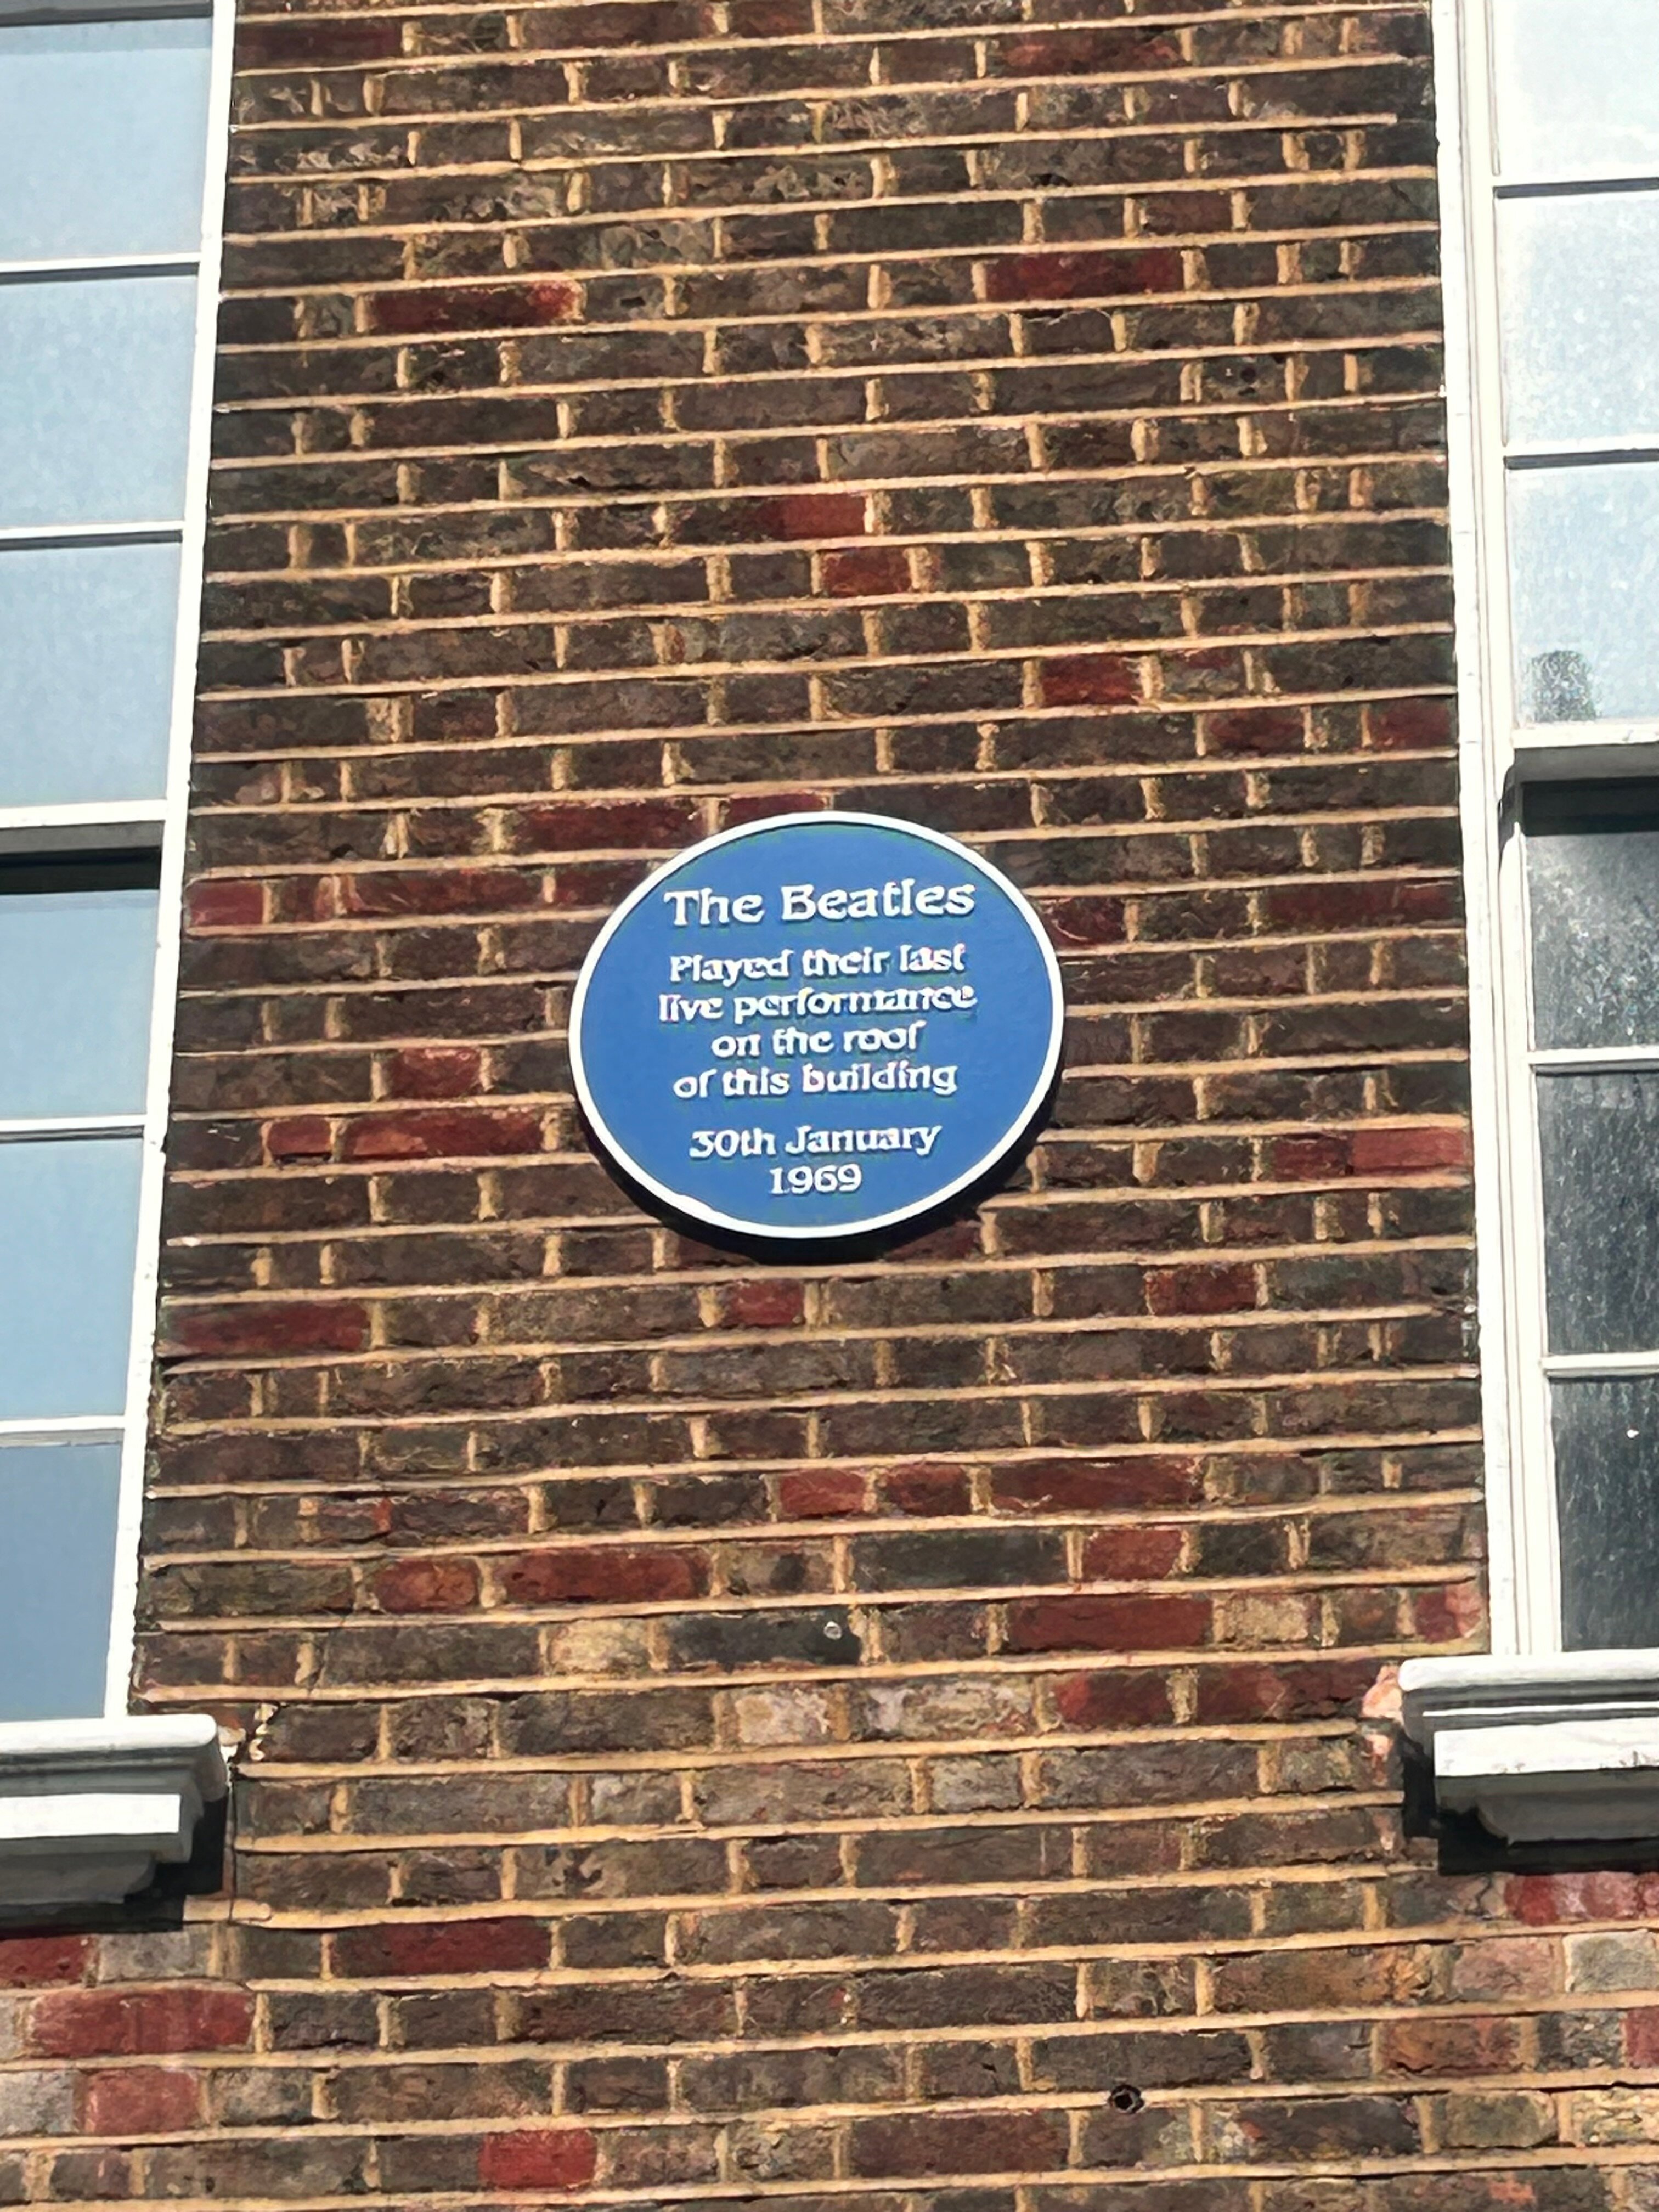 The Beatles
Played their last
live performance
on the roof
of this building
30th January
1969